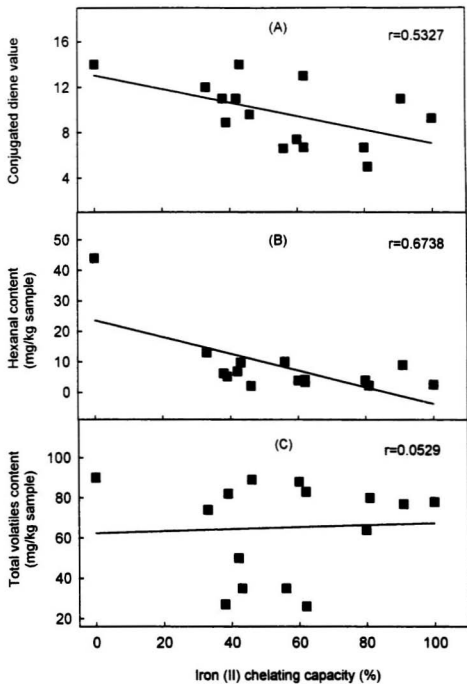 (A)
r=0.5327
Conjugated diene value
16
12
8
4
(B)
r=0.6738
Hexanal content
(mg/kg sample)
50
40
30
20
10
0
(C)
r=0.0529
Total volatiles content
(mg/kg sample)
100
80
60
40
20
0 20 40 60 80 100
Iron (II) chelating capacity (%)